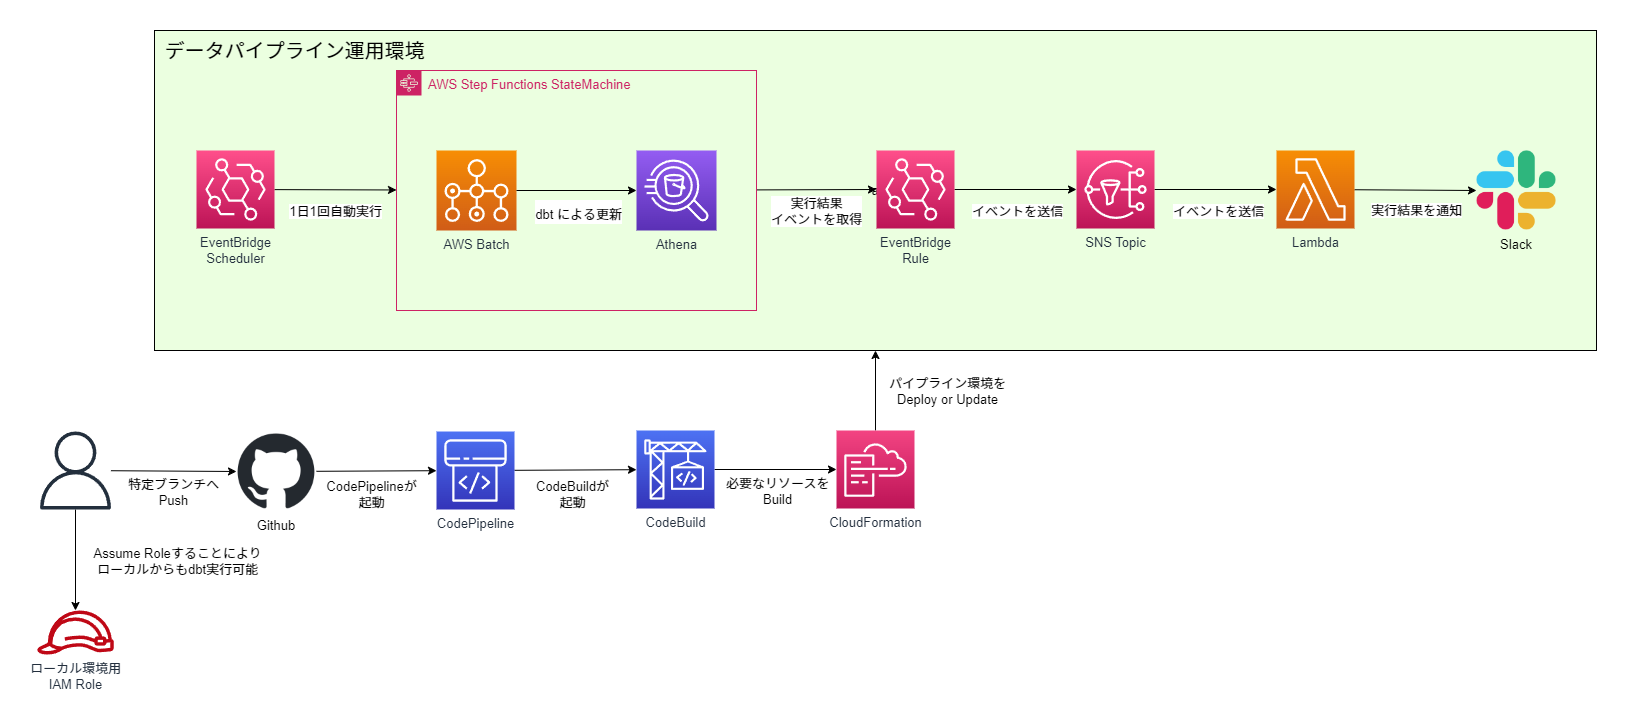 データパイプライン運用環境
AWS Step Functions StateMachine
EventBridge
Scheduler
1日1回自動実行
AWS Batch
dbt による更新
Athena
実行結果
イベントを取得
EventBridge
Rule
イベントを送信
SNS Topic
イベントを送信
Lambda
実行結果を通知
Slack
パイプライン環境を
Deploy or Update
特定ブランチへ
Push
Github
CodePipelineが
起動
CodePipeline
CodeBuildが
起動
CodeBuild
必要なリソースを
Build
CloudFormation
Assume Roleすることにより
ローカルからもdbt実行可能
ローカル環境用
IAM Role